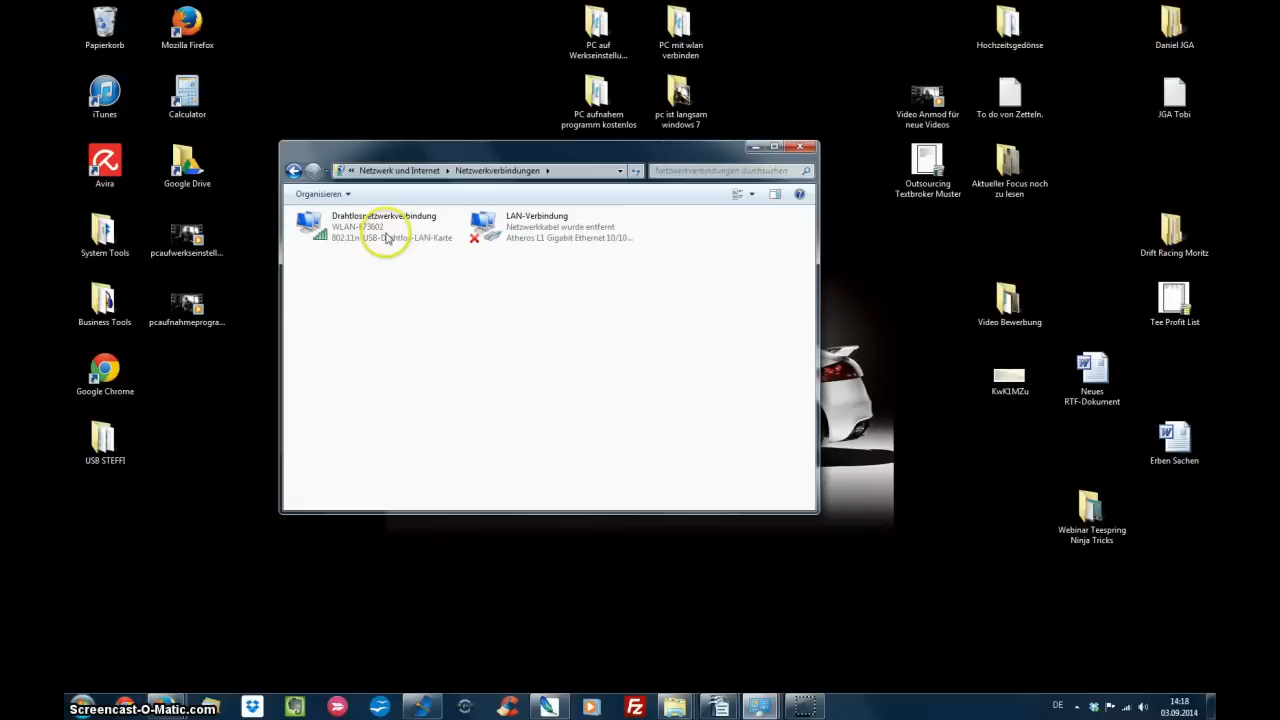 Papierkorb
Mozilla Firefox
PC auf
Werkseinstellu...
PC mit wlan
verbinden
Hochzeitsgedönse
Daniel JGA
iTunes
Calculator
PC aufnahem
programm kostenlos
pc ist langsam
windows 7
Video Anmod für
neue Videos
To do von Zetteln.
JGA Tobi
Avira
Google Drive
Outsourcing
Textbroker Muster
Aktueller Focus noch
zu machen
System Tools
pcaufwerkseinstell...
Drift Racing Moritz
Business Tools
pcaufnahmeprogra...
Video Bewerbung
Tee Profit List
Google Chrome
KwK1MZu
Neues
RTF-Dokument
USB STEFFI
Erben Sachen
Webinar Teespring
Ninja Tricks
« Netzwerk und Internet
Netzwerkverbindungen
Netzwerkverbindungen durchsuchen
Organisieren
Drahtlosnetzwerkverbindung
802.11n-USB-Drahtlos-LAN-Karte
LAN-Verbindung
Netzwerkkabel wurde entfernt
Atheros L1 Gigabit Ethernet 10/10...
DE
14:18
03.09.2014
Screencast-O-Matic.com